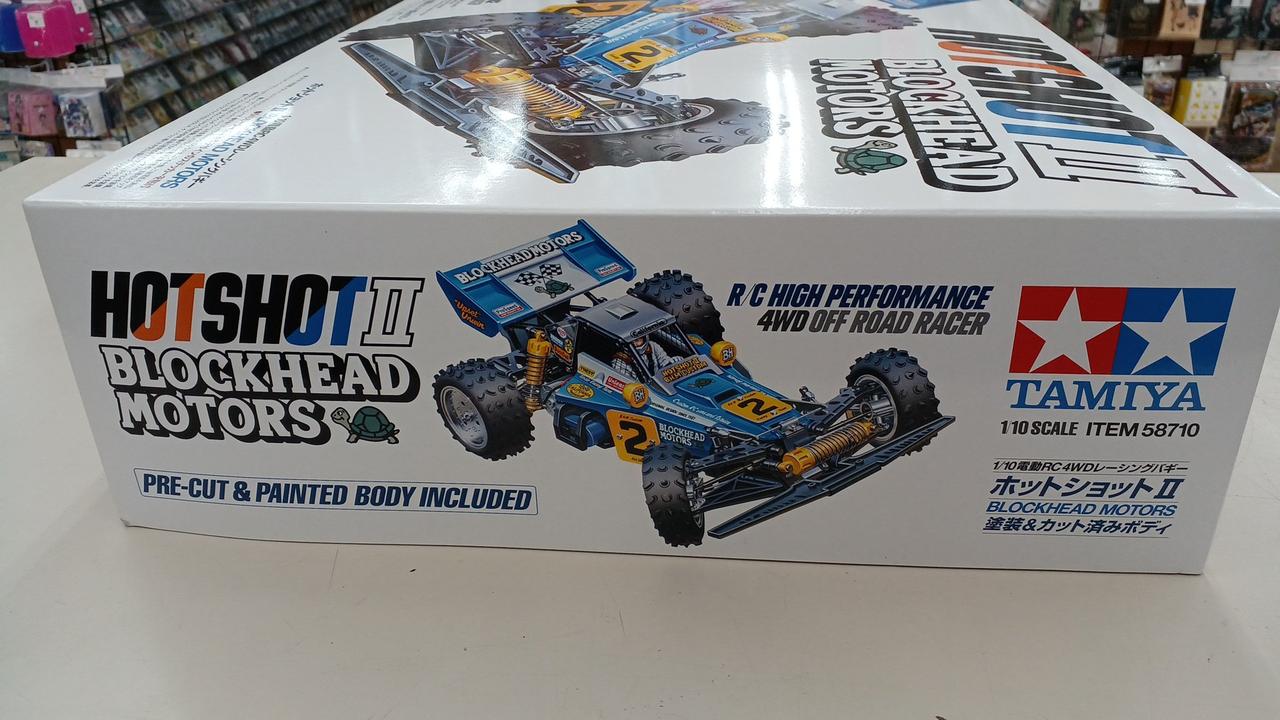 HOTSHOT II
BLOCKHEAD
MOTORS
HOTSHOT II
BLOCKHEAD
MOTORS
PRE-CUT & PAINTED BODY INCLUDED
BLOCKHEAD MOTORS
2
2
BLOCKHEAD
MOTORS
2
BH
BH
R/C HIGH PERFORMANCE
4WD OFF ROAD RACER
TAMIYA
1/10 SCALE ITEM 58710
1/10電動RC4WDレーシングバギー
ホットショットII
BLOCKHEAD MOTORS
塗装&カット済みボディ